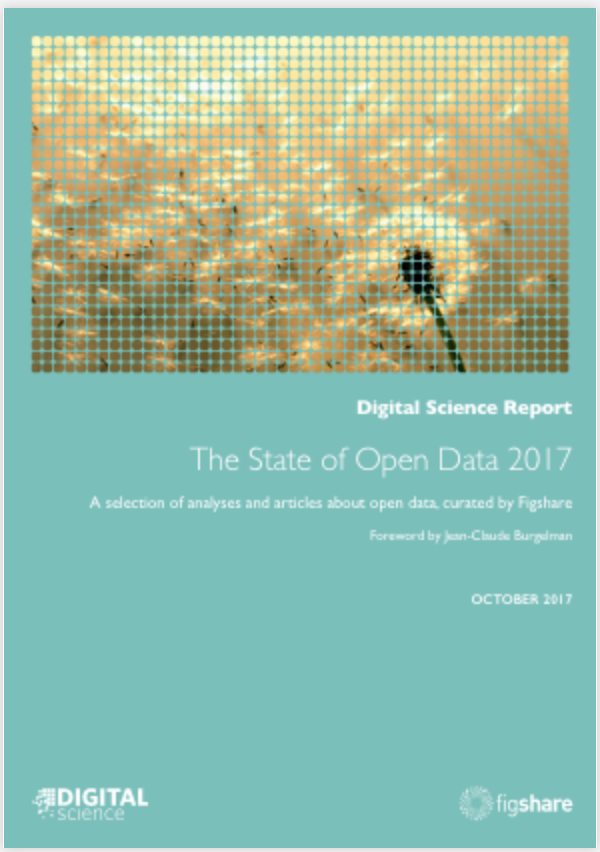 Digital Science Report
The State of Open Data 2017
A selection of analyses and articles about open data, curated by Figshare
Foreword by Jean-Claude Burgelman
OCTOBER 2017
DIGITAL
science
figshare